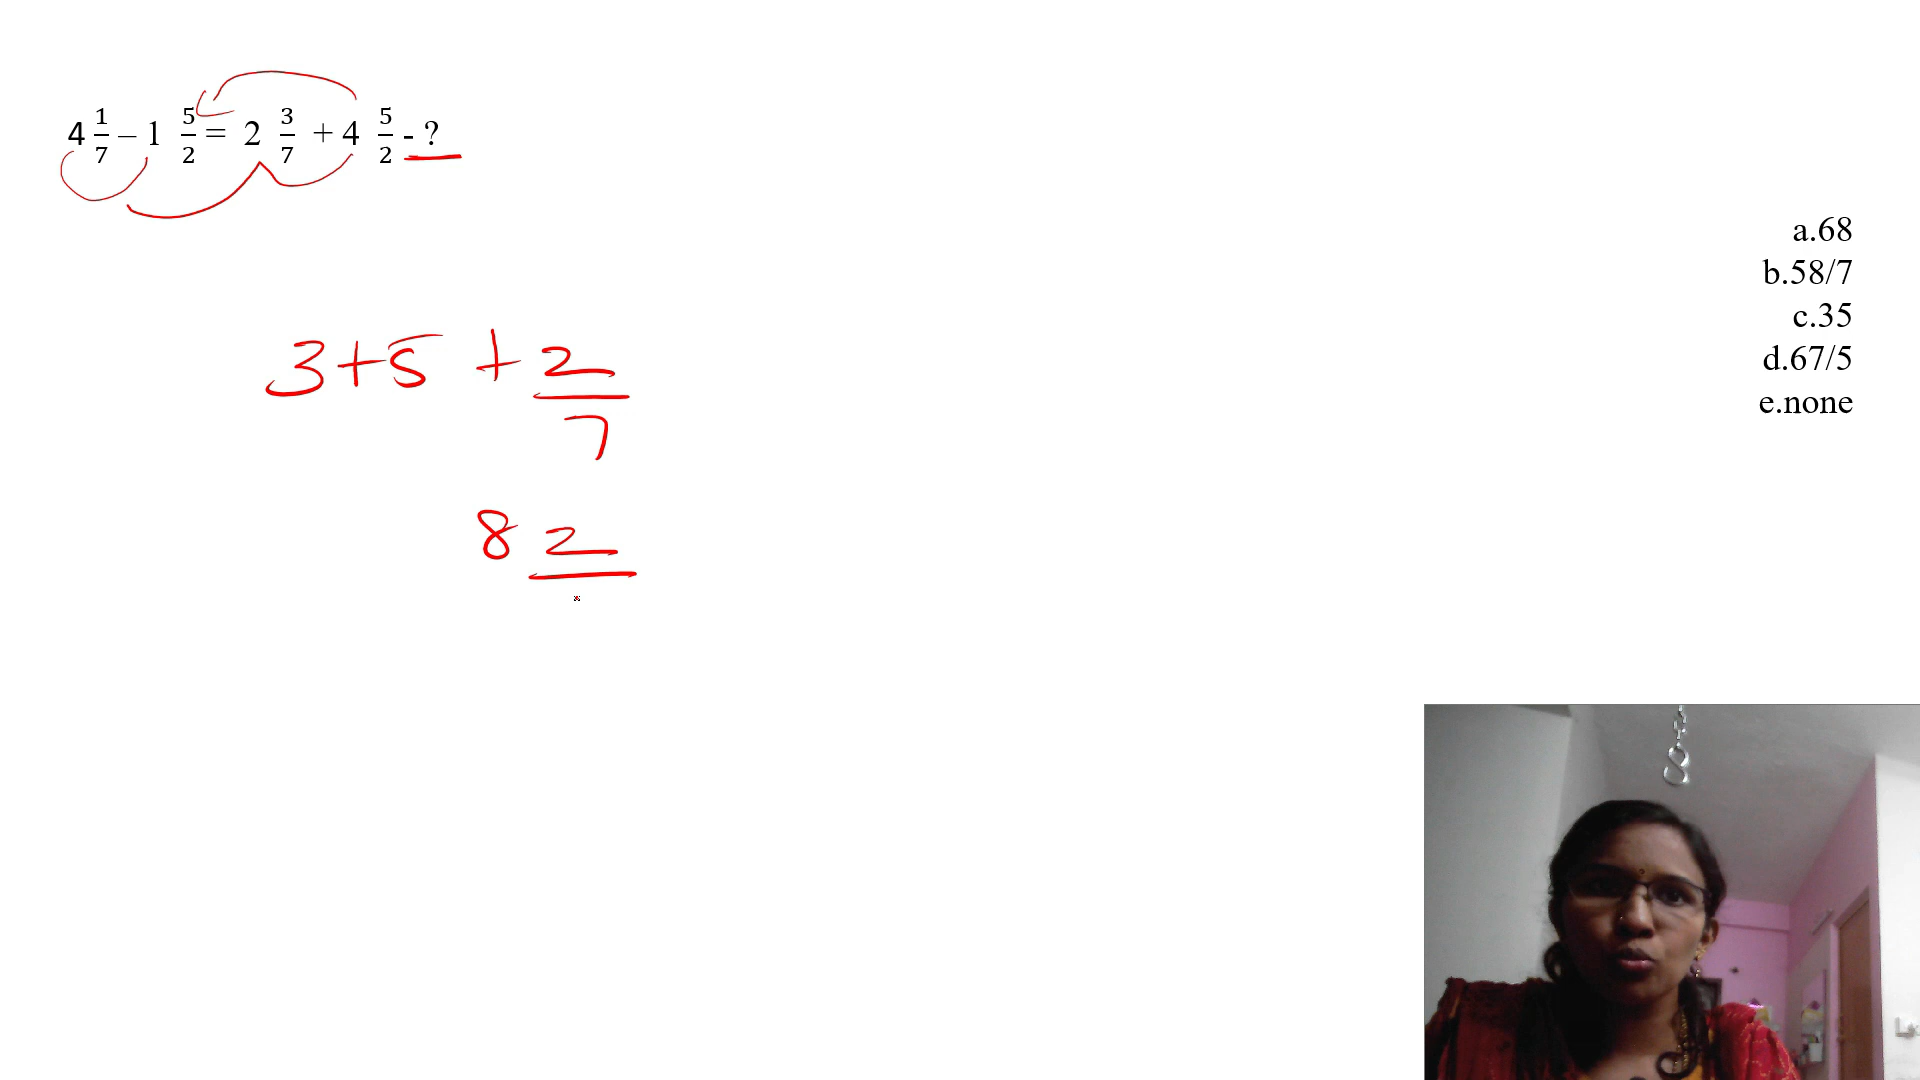 4 1/7 – 1 5/2 = 2 3/7 + 4 5/2 - ?
a.68
b.58/7
c.35
d.67/5
e.none
3+5 + 2/7
8 2